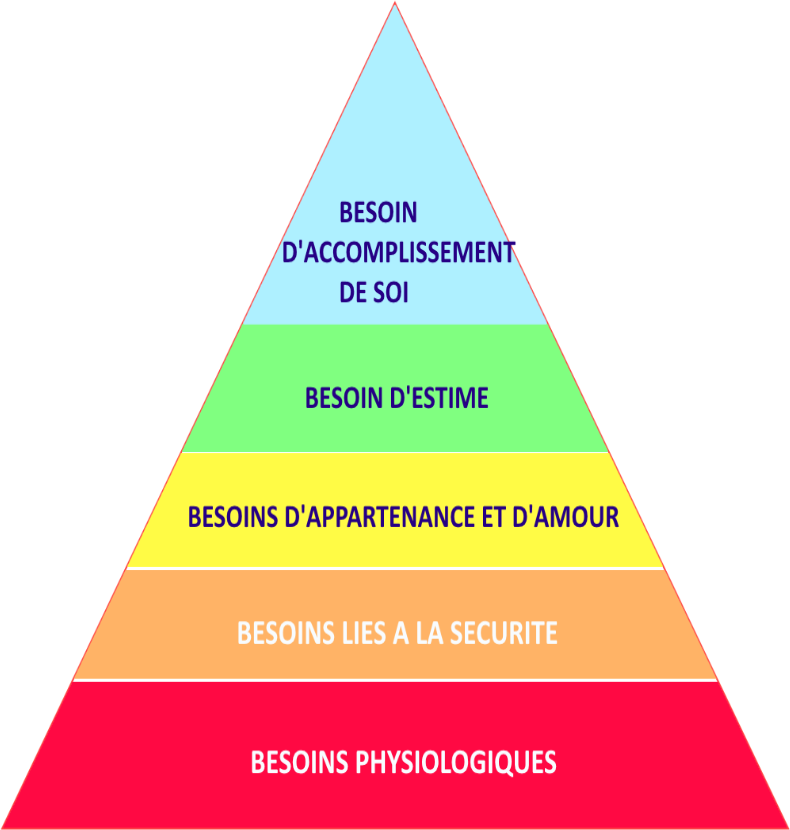 BESOIN
D'ACCOMPLISSEMENT
DE SOI
BESOIN D'ESTIME
BESOINS D'APPARTENANCE ET D'AMOUR
BESOINS LIES A LA SECURITE
BESOINS PHYSIOLOGIQUES